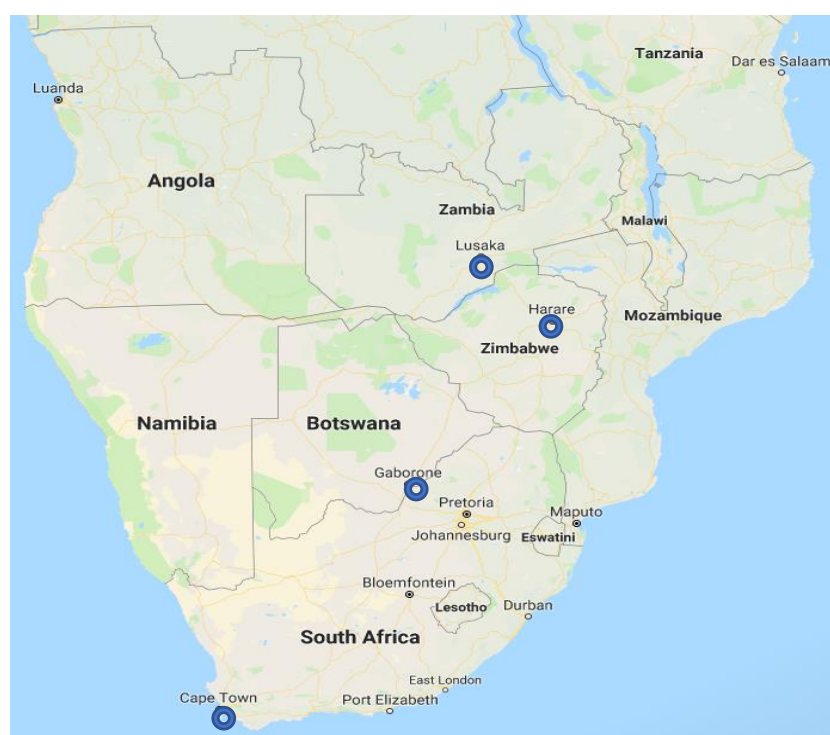 Tanzania
Dar es Salaam
Luanda
Angola
Zambia
Malawi
Lusaka
Harare
Mozambique
Zimbabwe
Namibia
Botswana
Gaborone
Pretoria
Maputo
Johannesburg
Eswatini
Bloemfontein
Lesotho
Durban
South Africa
East London
Cape Town
Port Elizabeth